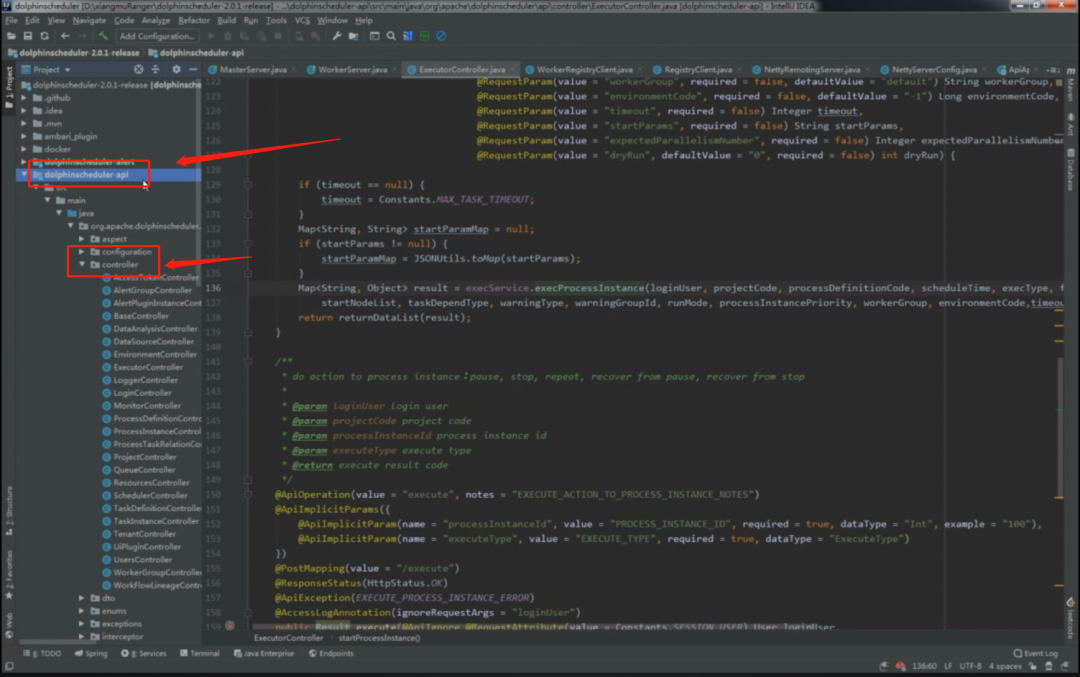 dolphinscheduler [D:\xiangmuRanger\dolphinscheduler-2.0.1-release] - ...\dolphinscheduler-api\src\main\java\org\apache\dolphinscheduler\api\controller\ExecutorController.java [dolphinscheduler-api] - IntelliJ IDEA
File Edit View Navigate Code Analyze Refactor Build Run Tools VCS Window Help
Add Configuration...
dolphinscheduler-2.0.1-release dolphinscheduler-api
Project
MasterServer.java WorkerServer.java ExecutorController.java WorkerRegistryClient.java RegistryClient.java NettyRemotingServer.java NettyServerConfig.java
1: Project
Maven
Ant
Database
dolphinscheduler-2.0.1-release [dolphinsche
.github
.idea
.mvn
ambari_plugin
docker
dolphinscheduler-alert
dolphinscheduler-api
src
main
java
org.apache.dolphinscheduler.
aspect
configuration
controller
AccessTokenController
AlertGroupController
AlertPluginInstanceCont
BaseController
DataAnalysisController
DataSourceController
EnvironmentController
ExecutorController
LoggerController
LoginController
MonitorController
ProcessDefinitionContro
ProcessInstanceControl
ProcessTaskRelationCo
ProjectController
QueueController
ResourcesController
SchedulerController
TaskDefinitionControlle
TaskInstanceController
TenantController
UiPluginController
UsersController
WorkerGroupControlle
WorkFlowLineageContr
dto
enums
exceptions
interceptor
122 @RequestParam(value = "workerGroup", required = false, defaultValue = "default") String workerGroup,
123 @RequestParam(value = "environmentCode", required = false, defaultValue = "-1") Long environmentCode,
124 @RequestParam(value = "timeout", required = false) Integer timeout,
125 @RequestParam(value = "startParams", required = false) String startParams,
126 @RequestParam(value = "expectedParallelismNumber", required = false) Integer expectedParallelismNumber
127 @RequestParam(value = "dryRun", defaultValue = "0", required = false) int dryRun) {
128
129 if (timeout == null) {
130 timeout = Constants.MAX_TASK_TIMEOUT;
131 }
132 Map<String, String> startParamMap = null;
133 if (startParams != null) {
134 startParamMap = JSONUtils.toMap(startParams);
135 }
136 Map<String, Object> result = execService.execProcessInstance(loginUser, projectCode, processDefinitionCode, scheduleTime, execType, f
137 startNodeList, taskDependType, warningType, warningGroupId, runMode, processInstancePriority, workerGroup, environmentCode,timeou
138 return returnDataList(result);
139 }
140
141 /**
142 * do action to process instance：pause, stop, repeat, recover from pause, recover from stop
143 *
144 * @param loginUser login user
145 * @param projectCode project code
146 * @param processInstanceId process instance id
147 * @param executeType execute type
148 * @return execute result code
149 */
150 @ApiOperation(value = "execute", notes = "EXECUTE_ACTION_TO_PROCESS_INSTANCE_NOTES")
151 @ApiImplicitParams({
152 @ApiImplicitParam(name = "processInstanceId", value = "PROCESS_INSTANCE_ID", required = true, dataType = "Int", example = "100"),
153 @ApiImplicitParam(name = "executeType", value = "EXECUTE_TYPE", required = true, dataType = "ExecuteType")
154 })
155 @PostMapping(value = "/execute")
156 @ResponseStatus(HttpStatus.OK)
157 @ApiException(EXECUTE_PROCESS_INSTANCE_ERROR)
158 @AccessLogAnnotation(ignoreRequestArgs = "loginUser")
159 public Result execute(@ApiIgnore @RequestAttribute(value = Constants.SESSION_USER) User loginUser,
ExecutorController startProcessInstance()
Z: Structure
2: Favorites
Web
leetcode
6: TODO Spring 8: Services Terminal Java Enterprise Endpoints Event Log
136:60 LF UTF-8 4 spaces